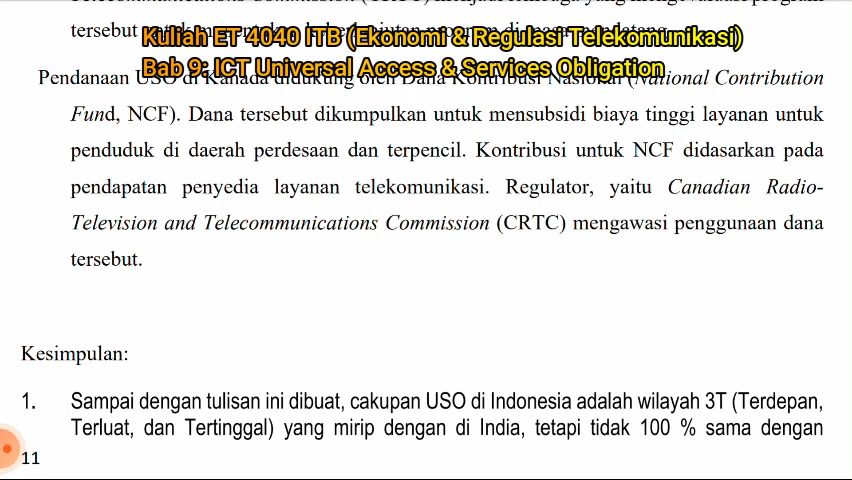 Kuliah ET 4040 ITB (Ekonomi & Regulasi Telekomunikasi)
tersebut
Bab 9: ICT Universal Access & Services Obligation
Pendanaan USO di Kanada didukung oleh Dana Kontribusi Nasional (National Contribution
Fund, NCF). Dana tersebut dikumpulkan untuk mensubsidi biaya tinggi layanan untuk
penduduk di daerah perdesaan dan terpencil. Kontribusi untuk NCF didasarkan pada
pendapatan penyedia layanan telekomunikasi. Regulator, yaitu Canadian Radio-
Television and Telecommunications Commission (CRTC) mengawasi penggunaan dana
tersebut.
Kesimpulan:
1. Sampai dengan tulisan ini dibuat, cakupan USO di Indonesia adalah wilayah 3T (Terdepan,
Terluat, dan Tertinggal) yang mirip dengan di India, tetapi tidak 100 % sama dengan
11